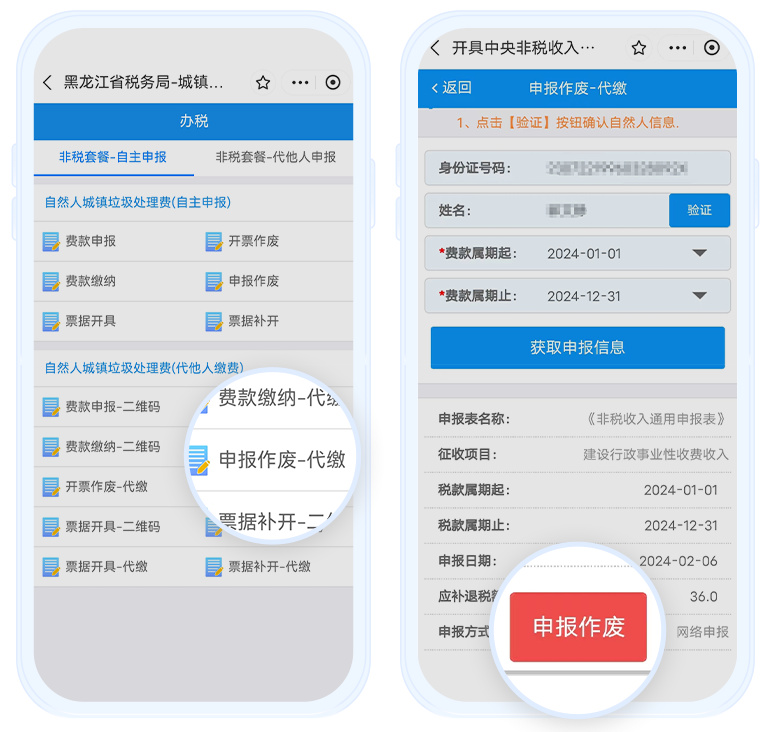 黑龙江省税务局-城镇...
办税
非税套餐-自主申报
非税套餐-代他人申报
自然人城镇垃圾处理费(自主申报)
费款申报
开票作废
费款缴纳
申报作废
票据开具
票据补开
自然人城镇垃圾处理费(代他人缴费)
费款申报-二维码
费款缴纳-代缴
费款缴纳-二维码
申报作废-代缴
开票作废-代缴
票据开具-二维码
票据补开-二
票据开具-代缴
票据补开-代缴
开具中央非税收入...
返回
申报作废-代缴
1、点击【验证】按钮确认自然人信息.
身份证号码:
姓名:
验证
*费款属期起:
2024-01-01
*费款属期止:
2024-12-31
获取申报信息
申报表名称:
《非税收入通用申报表》
征收项目:
建设行政事业性收费收入
税款属期起:
2024-01-01
税款属期止:
2024-12-31
申报日期:
2024-02-06
应补退税
36.0
申报方式
网络申报
申报作废